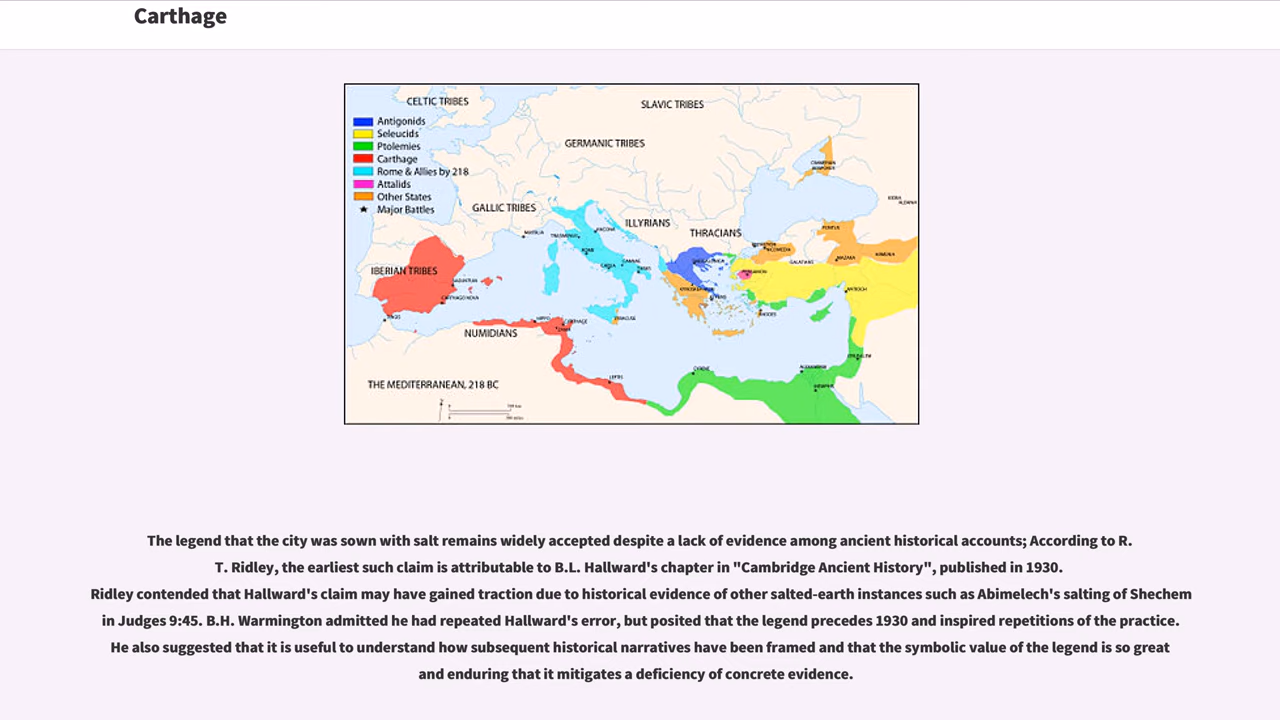 Carthage
CELTIC TRIBES
SLAVIC TRIBES
Antigonids
Seleucids
Ptolemies
Carthage
Rome & Allies by 218
Attalids
Other States
Major Battles
GERMANIC TRIBES
GALLIC TRIBES
ILLYRIANS
THRACIANS
IBERIAN TRIBES
NUMIDIANS
THE MEDITERRANEAN, 218 BC
The legend that the city was sown with salt remains widely accepted despite a lack of evidence among ancient historical accounts; According to R.
T. Ridley, the earliest such claim is attributable to B.L. Hallward's chapter in "Cambridge Ancient History", published in 1930.
Ridley contended that Hallward's claim may have gained traction due to historical evidence of other salted-earth instances such as Abimelech's salting of Shechem
in Judges 9:45. B.H. Warmington admitted he had repeated Hallward's error, but posited that the legend precedes 1930 and inspired repetitions of the practice.
He also suggested that it is useful to understand how subsequent historical narratives have been framed and that the symbolic value of the legend is so great
and enduring that it mitigates a deficiency of concrete evidence.